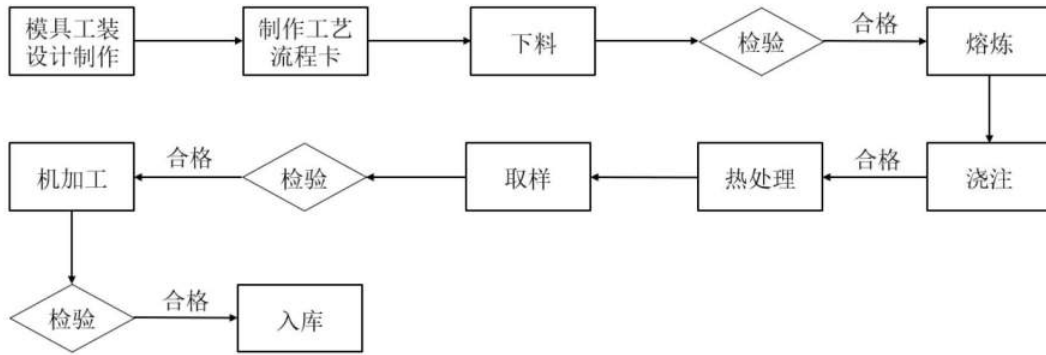 模具工装
设计制作
制作工艺
流程卡
下料
检验
合格
熔炼
浇注
合格
热处理
取样
检验
合格
机加工
检验
合格
入库